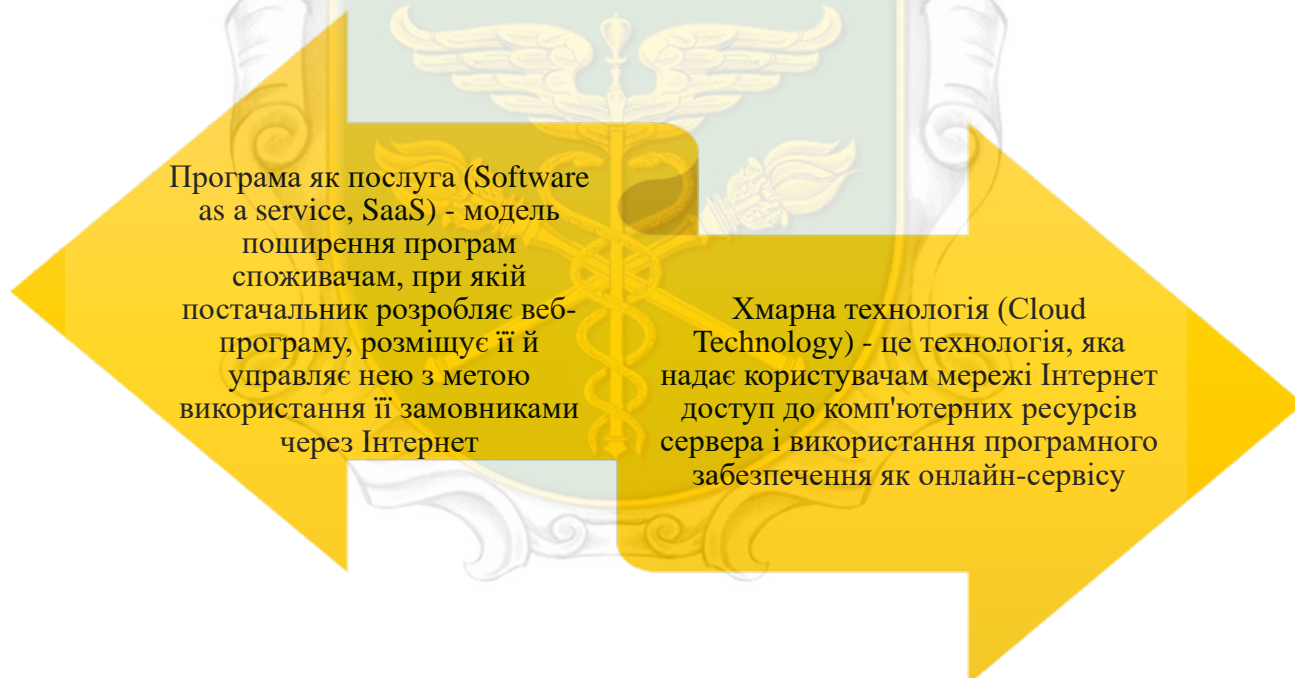 Програма як послуга (Software
as a service, SaaS) - модель
поширення програм
споживачам, при якій
постачальник розробляє веб-
програму, розміщує її й
управляє нею з метою
використання її замовниками
через Інтернет
Хмарна технологія (Cloud
Technology) - це технологія, яка
надає користувачам мережі Інтернет
доступ до комп'ютерних ресурсів
сервера і використання програмного
забезпечення як онлайн-сервісу